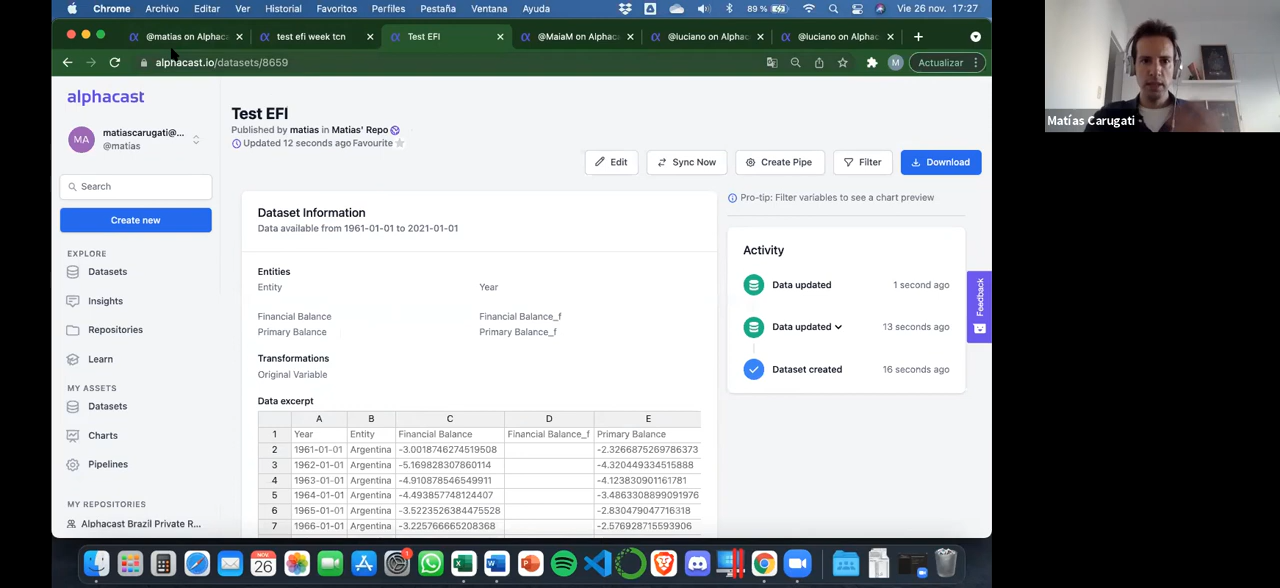 Chrome Archivo Editar Ver Historial Favoritos Perfiles Pestaña Ventana Ayuda 89 % Vie 26 nov. 17:27
@matias on Alphaca test efi week tcn Test EFI @MaiaM on Alphac @luciano on Alphac @luciano on Alphac
alphacast.io/datasets/8659 M Actualizar
alphacast
MA matiascarugati@...
@matias
Search
Create new
EXPLORE
Datasets
Insights
Repositories
Learn
MY ASSETS
Datasets
Charts
Pipelines
MY REPOSITORIES
Alphacast Brazil Private R...
Test EFI
Published by matias in Matias' Repo
Updated 12 seconds ago Favourite
Edit Sync Now Create Pipe Filter Download
Dataset Information
Data available from 1961-01-01 to 2021-01-01
Entities
Entity Year
Financial Balance Financial Balance_f
Primary Balance Primary Balance_f
Transformations
Original Variable
Data excerpt
A B C D E
1 Year Entity Financial Balance Financial Balance_f Primary Balance
2 1961-01-01 Argentina -3.0018746274519508 -2.3266875269786373
3 1962-01-01 Argentina -5.169828307860114 -4.320449334515888
4 1963-01-01 Argentina -4.910878546549911 -4.123830901161781
5 1964-01-01 Argentina -4.493857748124407 -3.4863308899091976
6 1965-01-01 Argentina -3.5223526384475528 -2.830479047716318
7 1966-01-01 Argentina -3.225766665208368 -2.576928715593906
Pro-tip: Filter variables to see a chart preview
Activity
Data updated 1 second ago
Data updated 13 seconds ago
Dataset created 16 seconds ago
Feedback
Matías Carugati
NOV
26
1